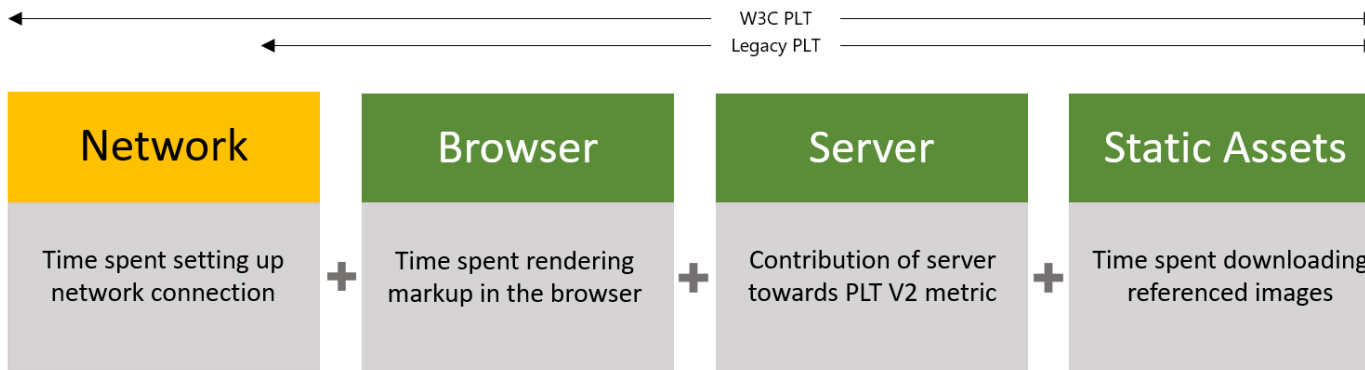 W3C PLT
Legacy PLT
Network
Browser
Server
Static Assets
Time spent setting up
network connection
Time spent rendering
markup in the browser
Contribution of server
towards PLT V2 metric
Time spent downloading
referenced images